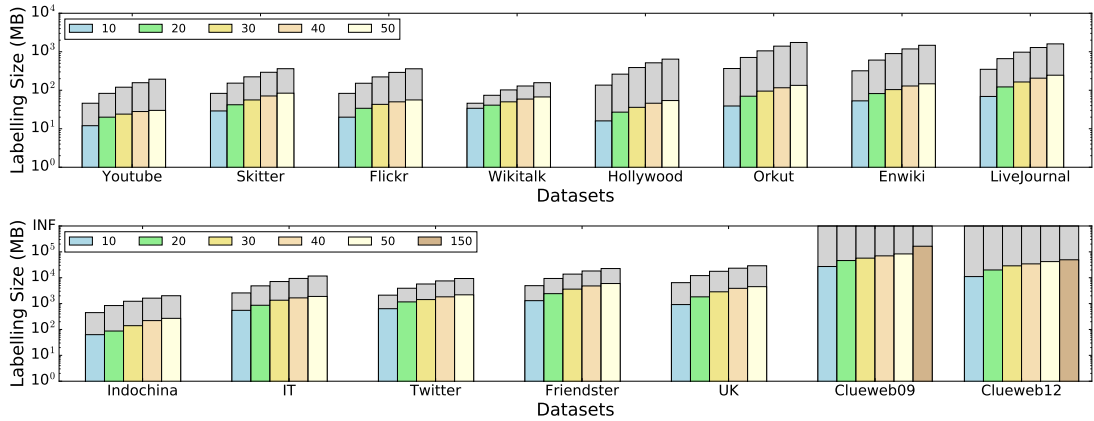 Labelling Size (MB)
10⁴
10³
10²
10¹
10⁰
10 20 30 40 50
Youtube Skitter Flickr Wikitalk Hollywood Orkut Enwiki LiveJournal
Datasets
Labelling Size (MB)
INF
10⁵
10⁴
10³
10²
10¹
10⁰
10 20 30 40 50 150
Indochina IT Twitter Friendster UK Clueweb09 Clueweb12
Datasets